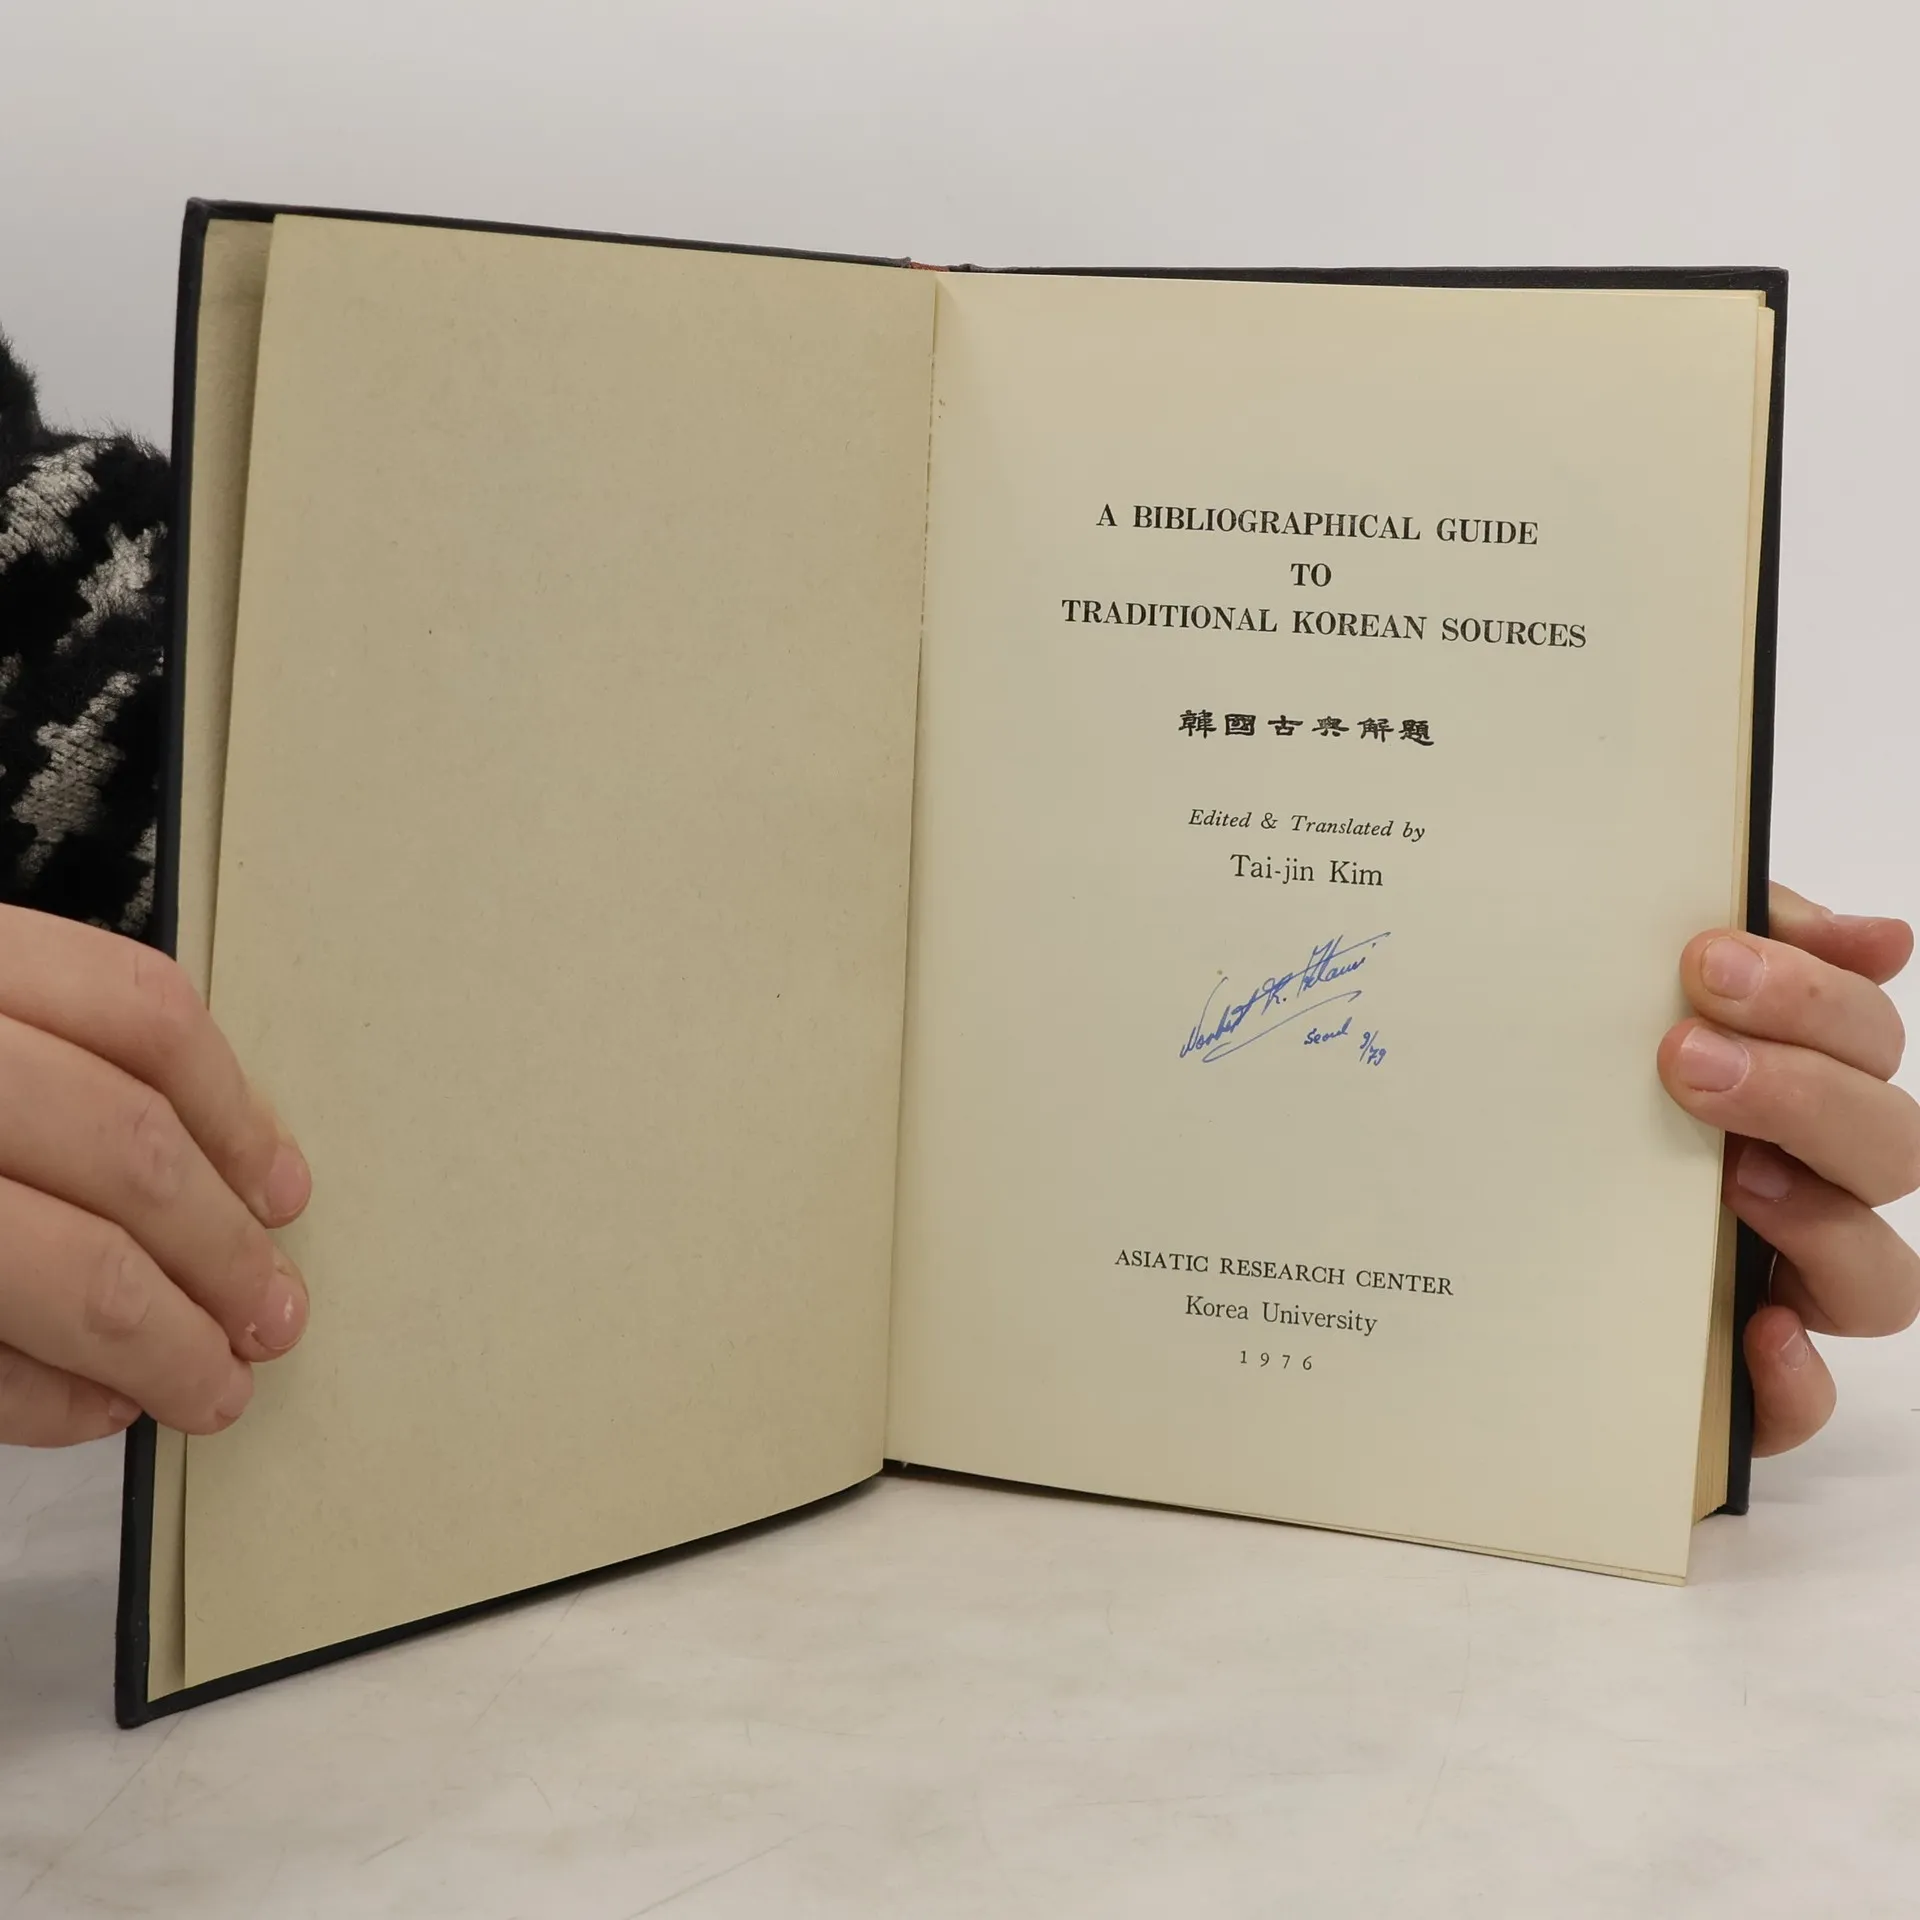 A BIBLIOGRAPHICAL GUIDE
TO
TRADITIONAL KOREAN SOURCES
韓國古典解題
Edited & Translated by
Tai-jin Kim
Norbert R.
Seoul 9/79
ASIATIC RESEARCH CENTER
Korea University
1976